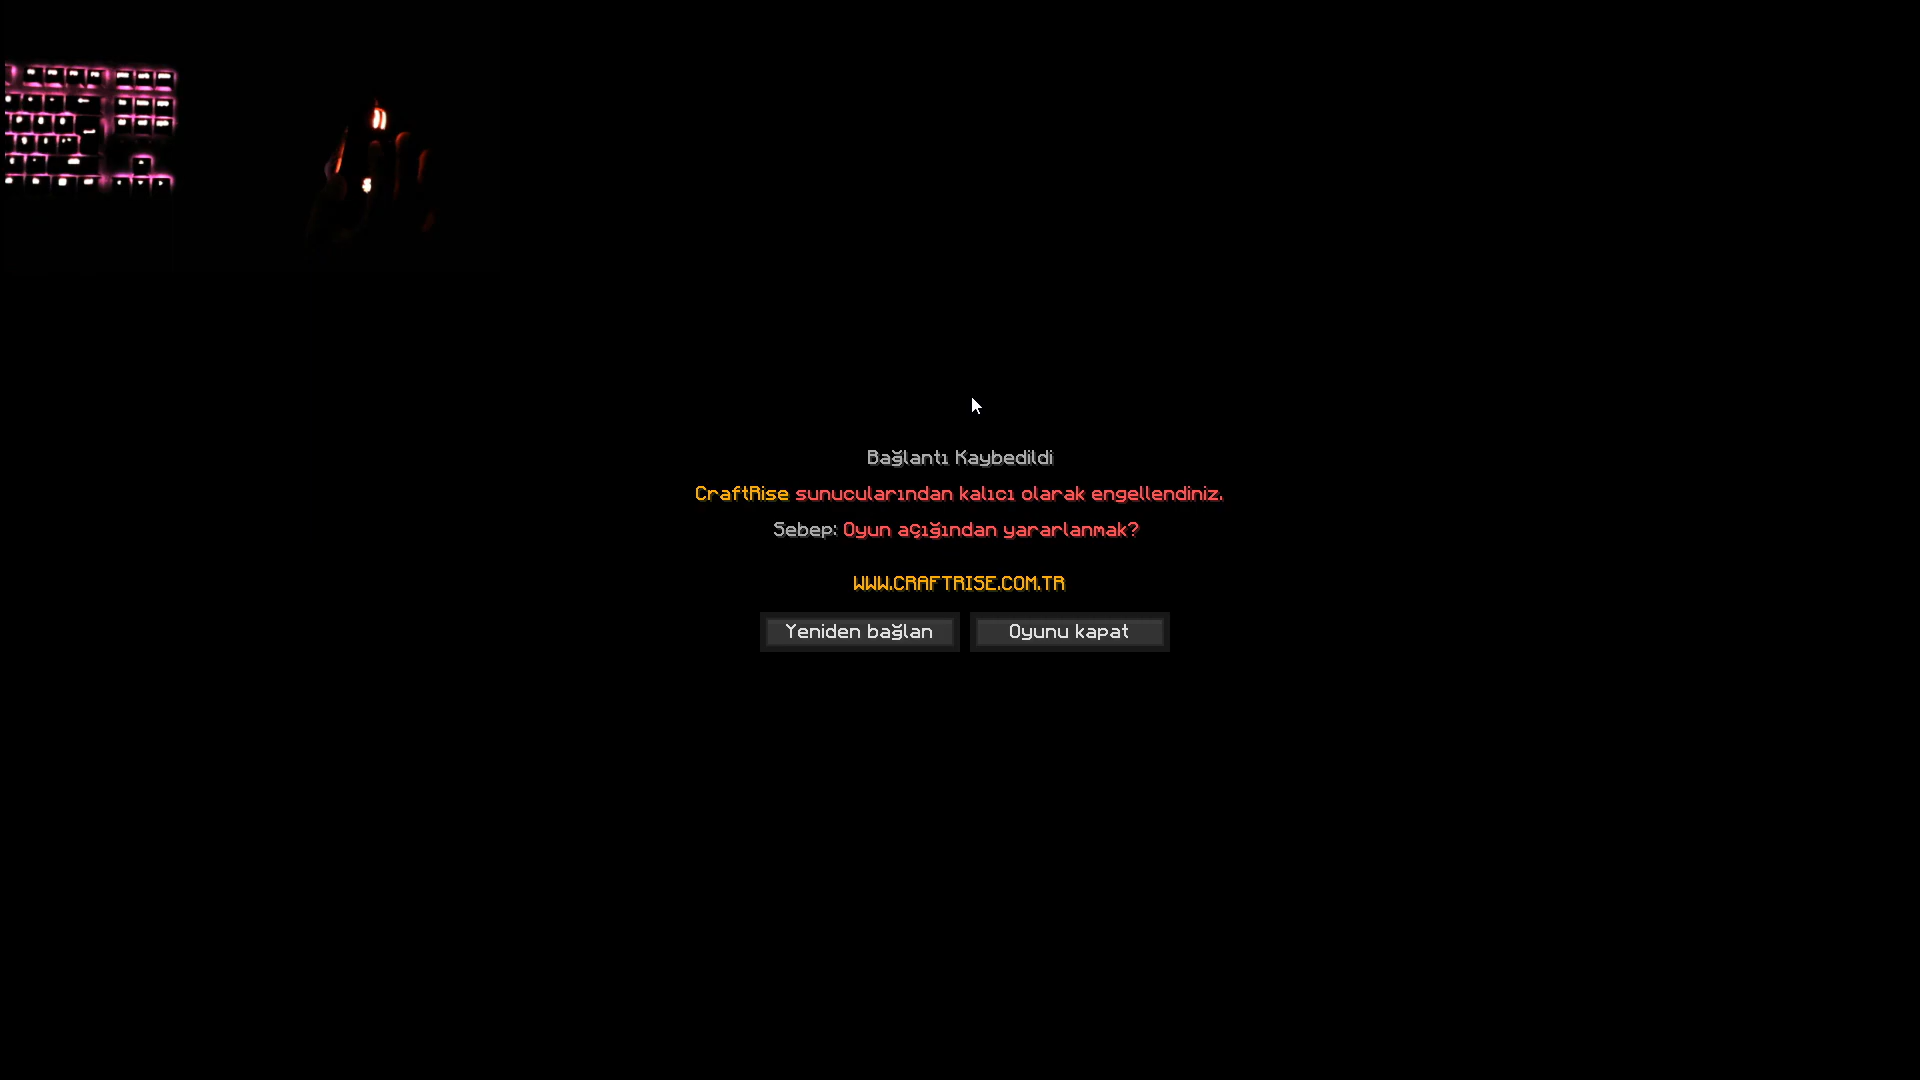 Bağlantı Kaybedildi
CraftRise sunucularından kalıcı olarak engellendiniz.
Sebep: Oyun açığından yararlanmak?
WWW.CRAFTRISE.COM.TR
Yeniden bağlan
Oyunu kapat